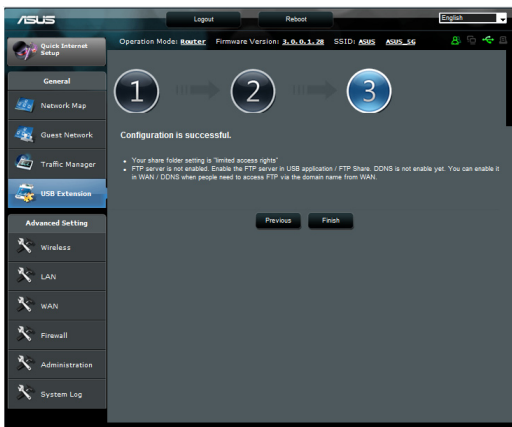 ASUS
Logout
Reboot
English
Quick Internet Setup
Operation Mode: Router Firmware Version: 3.0.0.1.28 SSID: ASUS ASUS_5G
General
Network Map
Guest Network
Traffic Manager
USB Extension
Advanced Setting
Wireless
LAN
WAN
Firewall
Administration
System Log
1
2
3
Configuration is successful.
Your share folder setting is "limited access rights"
FTP server is not enabled. Enable the FTP server in USB application / FTP Share. DDNS is not enable yet. You can enable it
in WAN / DDNS when people need to access FTP via the domain name from WAN.
Previous
Finish